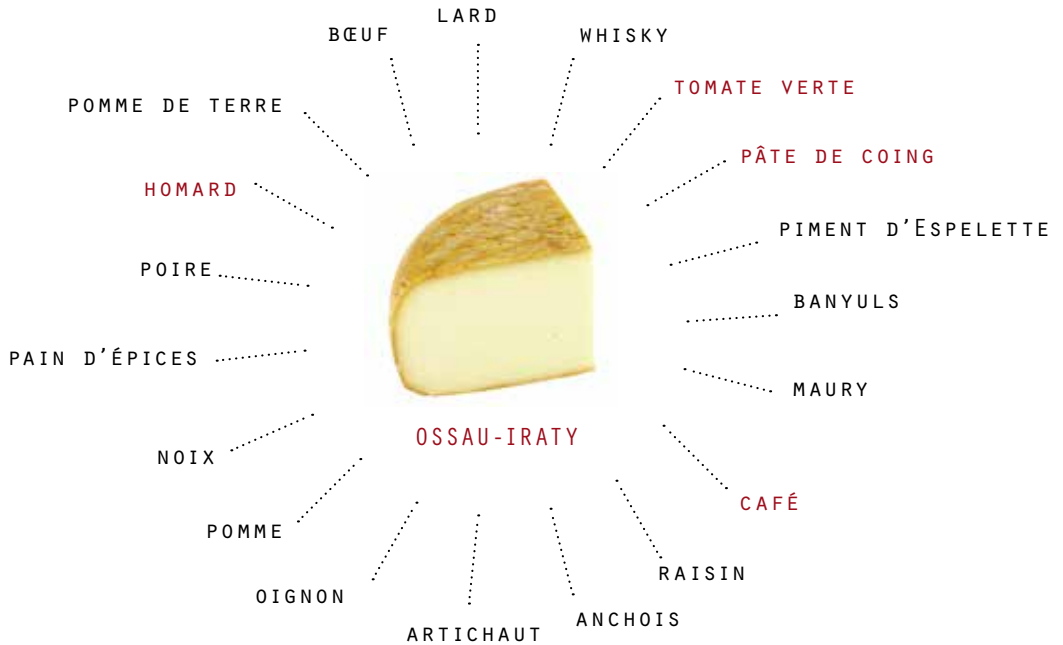 LARD
BŒUF
WHISKY
TOMATE VERTE
POMME DE TERRE
PÂTE DE COING
HOMARD
PIMENT D'ESPELETTE
POIRE
BANYULS
PAIN D'ÉPICES
MAURY
OSSAU-IRATY
NOIX
CAFÉ
POMME
RAISIN
OIGNON
ANCHOIS
ARTICHAUT